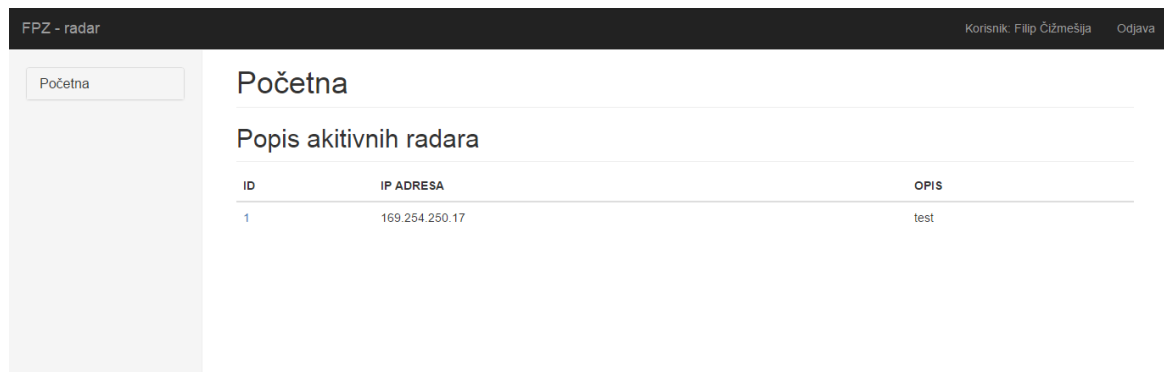 FPZ - radar
Korisnik: Filip Čižmešija
Odjava
Početna
Početna
Popis akitivnih radara
ID IP ADRESA OPIS
1 169.254.250.17 test